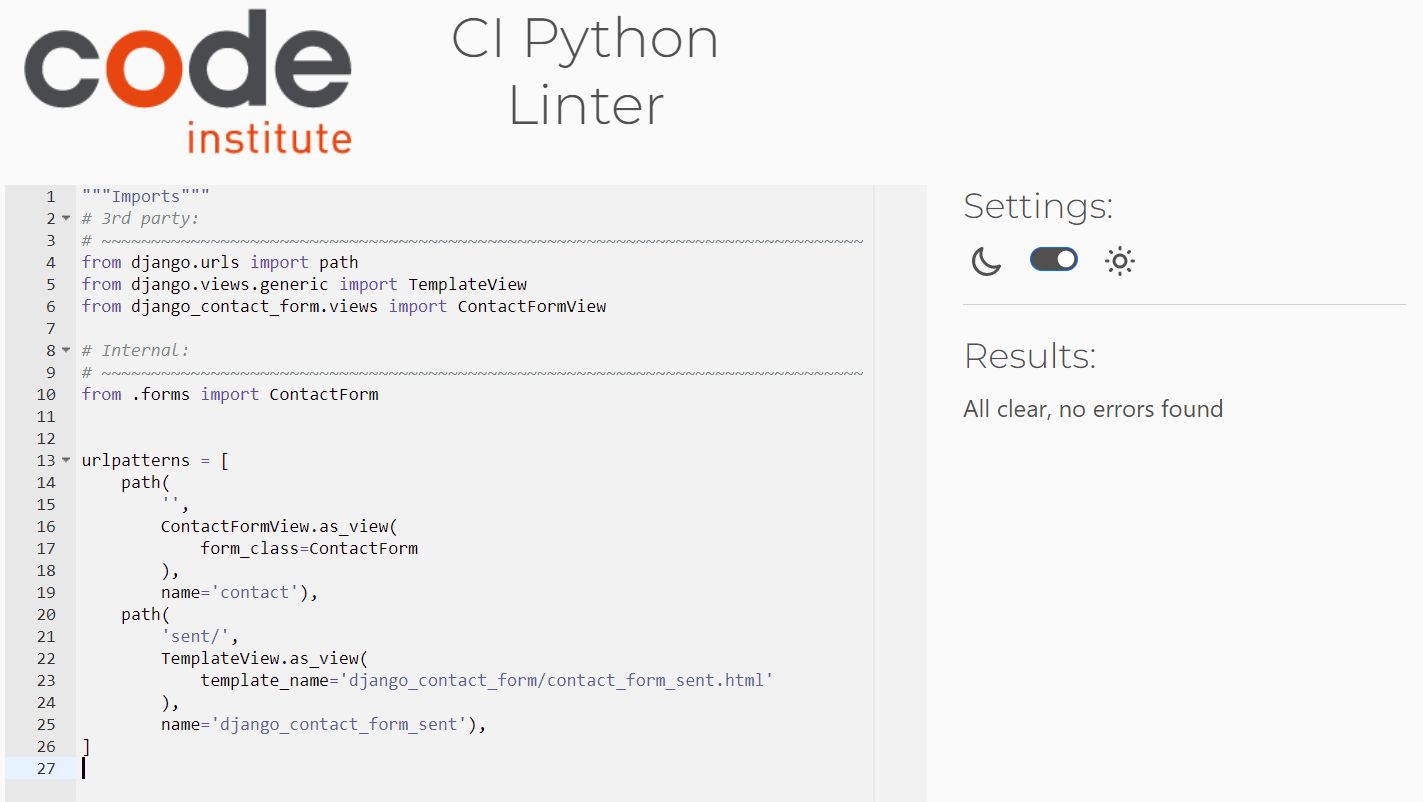 code
institute
CI Python
Linter
1 """Imports"""
2 # 3rd party:
3 # ~~~~~~~~~~~~~~~~~~~~~~~~~~~~~~~~~~~~~~~~~~~~~~~~~~~~~~~~~~~~~~~~~~~~~~~~~~~~~
4 from django.urls import path
5 from django.views.generic import TemplateView
6 from django_contact_form.views import ContactFormView
7
8 # Internal:
9 # ~~~~~~~~~~~~~~~~~~~~~~~~~~~~~~~~~~~~~~~~~~~~~~~~~~~~~~~~~~~~~~~~~~~~~~~~~~~~~
10 from .forms import ContactForm
11
12
13 urlpatterns = [
14     path(
15         '',
16         ContactFormView.as_view(
17             form_class=ContactForm
18         ),
19         name='contact'),
20     path(
21         'sent/',
22         TemplateView.as_view(
23             template_name='django_contact_form/contact_form_sent.html'
24         ),
25         name='django_contact_form_sent'),
26 ]
27
Settings:
Results:
All clear, no errors found